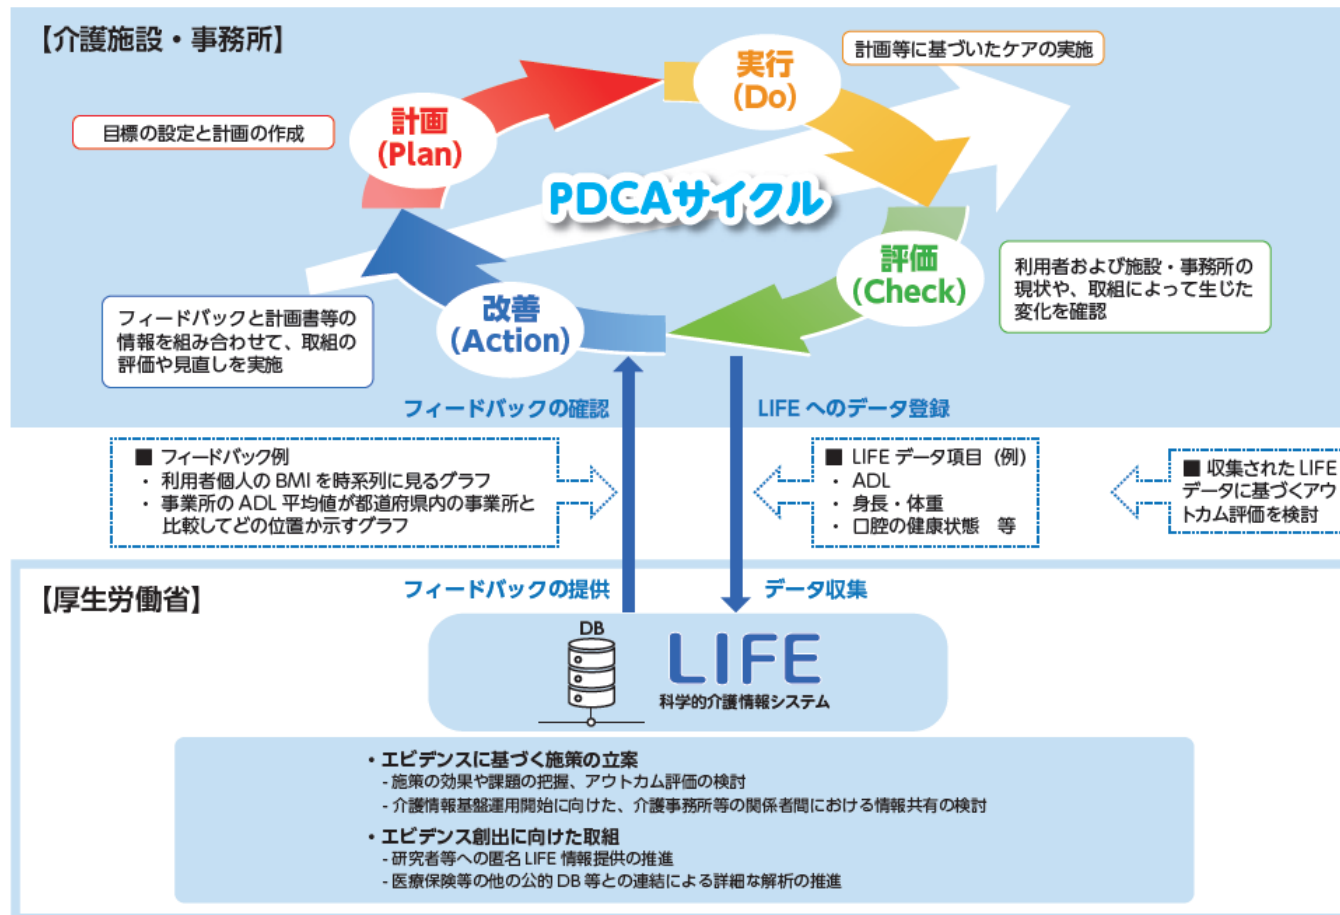 【介護施設・事務所】
計画
(Plan)
目標の設定と計画の作成
実行
(Do)
計画等に基づいたケアの実施
PDCAサイクル
評価
(Check)
利用者および施設・事務所の
現状や、取組によって生じた
変化を確認
改善
(Action)
フィードバックと計画書等の
情報を組み合わせて、取組の
評価や見直しを実施
フィードバックの確認
LIFE へのデータ登録
■ フィードバック例
・ 利用者個人の BMI を時系列に見るグラフ
・ 事業所の ADL 平均値が都道府県内の事業所と
比較してどの位置か示すグラフ
■ LIFE データ項目 (例)
・ ADL
・ 身長・体重
・ 口腔の健康状態 等
■ 収集された LIFE
データに基づくアウ
トカム評価を検討
【厚生労働省】
フィードバックの提供
データ収集
DB
LIFE
科学的介護情報システム
・エビデンスに基づく施策の立案
- 施策の効果や課題の把握、アウトカム評価の検討
- 介護情報基盤運用開始に向けた、介護事務所等の関係者間における情報共有の検討
・エビデンス創出に向けた取組
- 研究者等への匿名 LIFE 情報提供の推進
- 医療保険等の他の公的 DB 等との連結による詳細な解析の推進